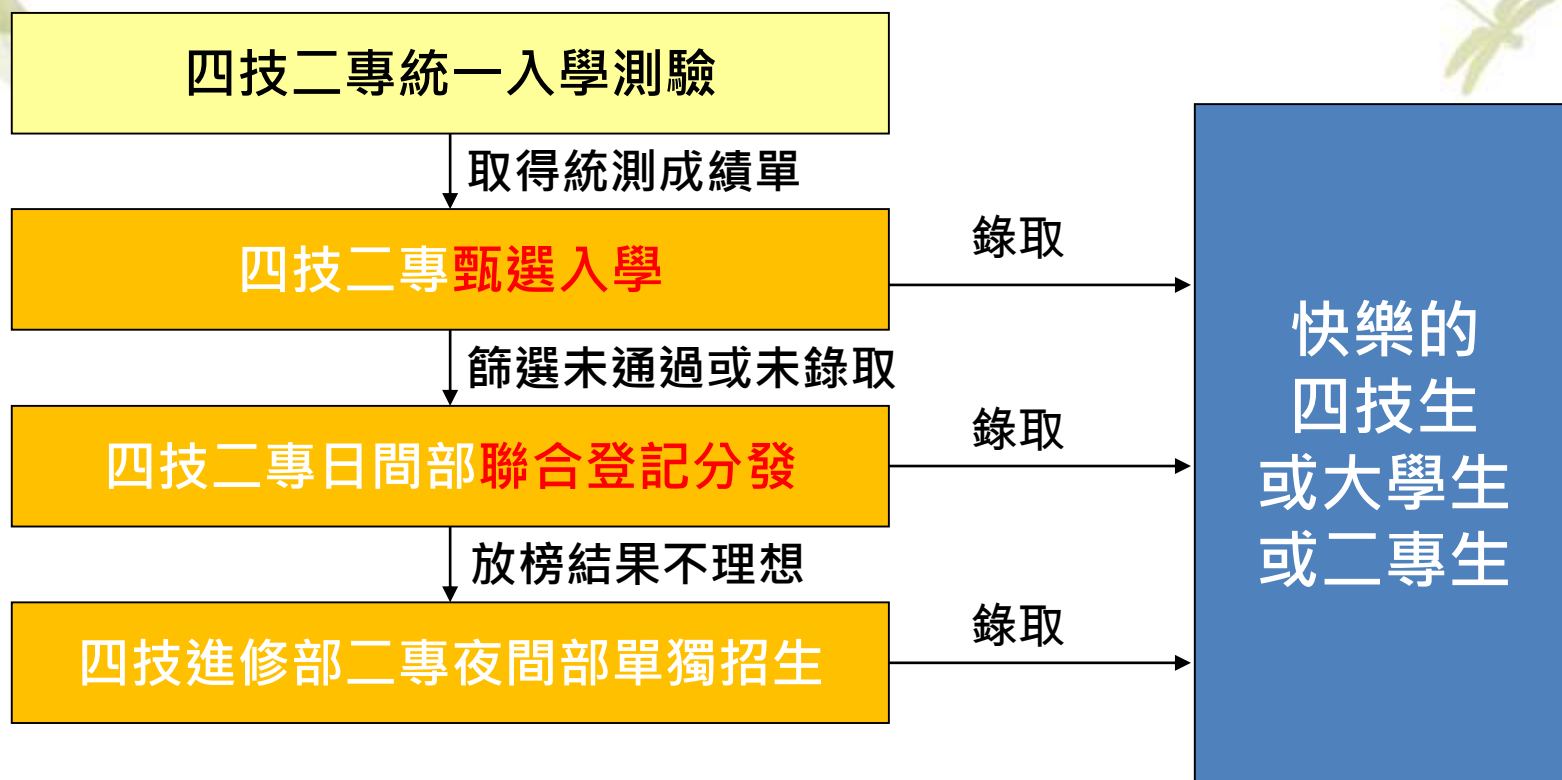 四技二專統一入學測驗
取得統測成績單
四技二專甄選入學
錄取
篩選未通過或未錄取
四技二專日間部聯合登記分發
錄取
放榜結果不理想
四技進修部二專夜間部單獨招生
錄取
快樂的
四技生
或大學生
或二專生